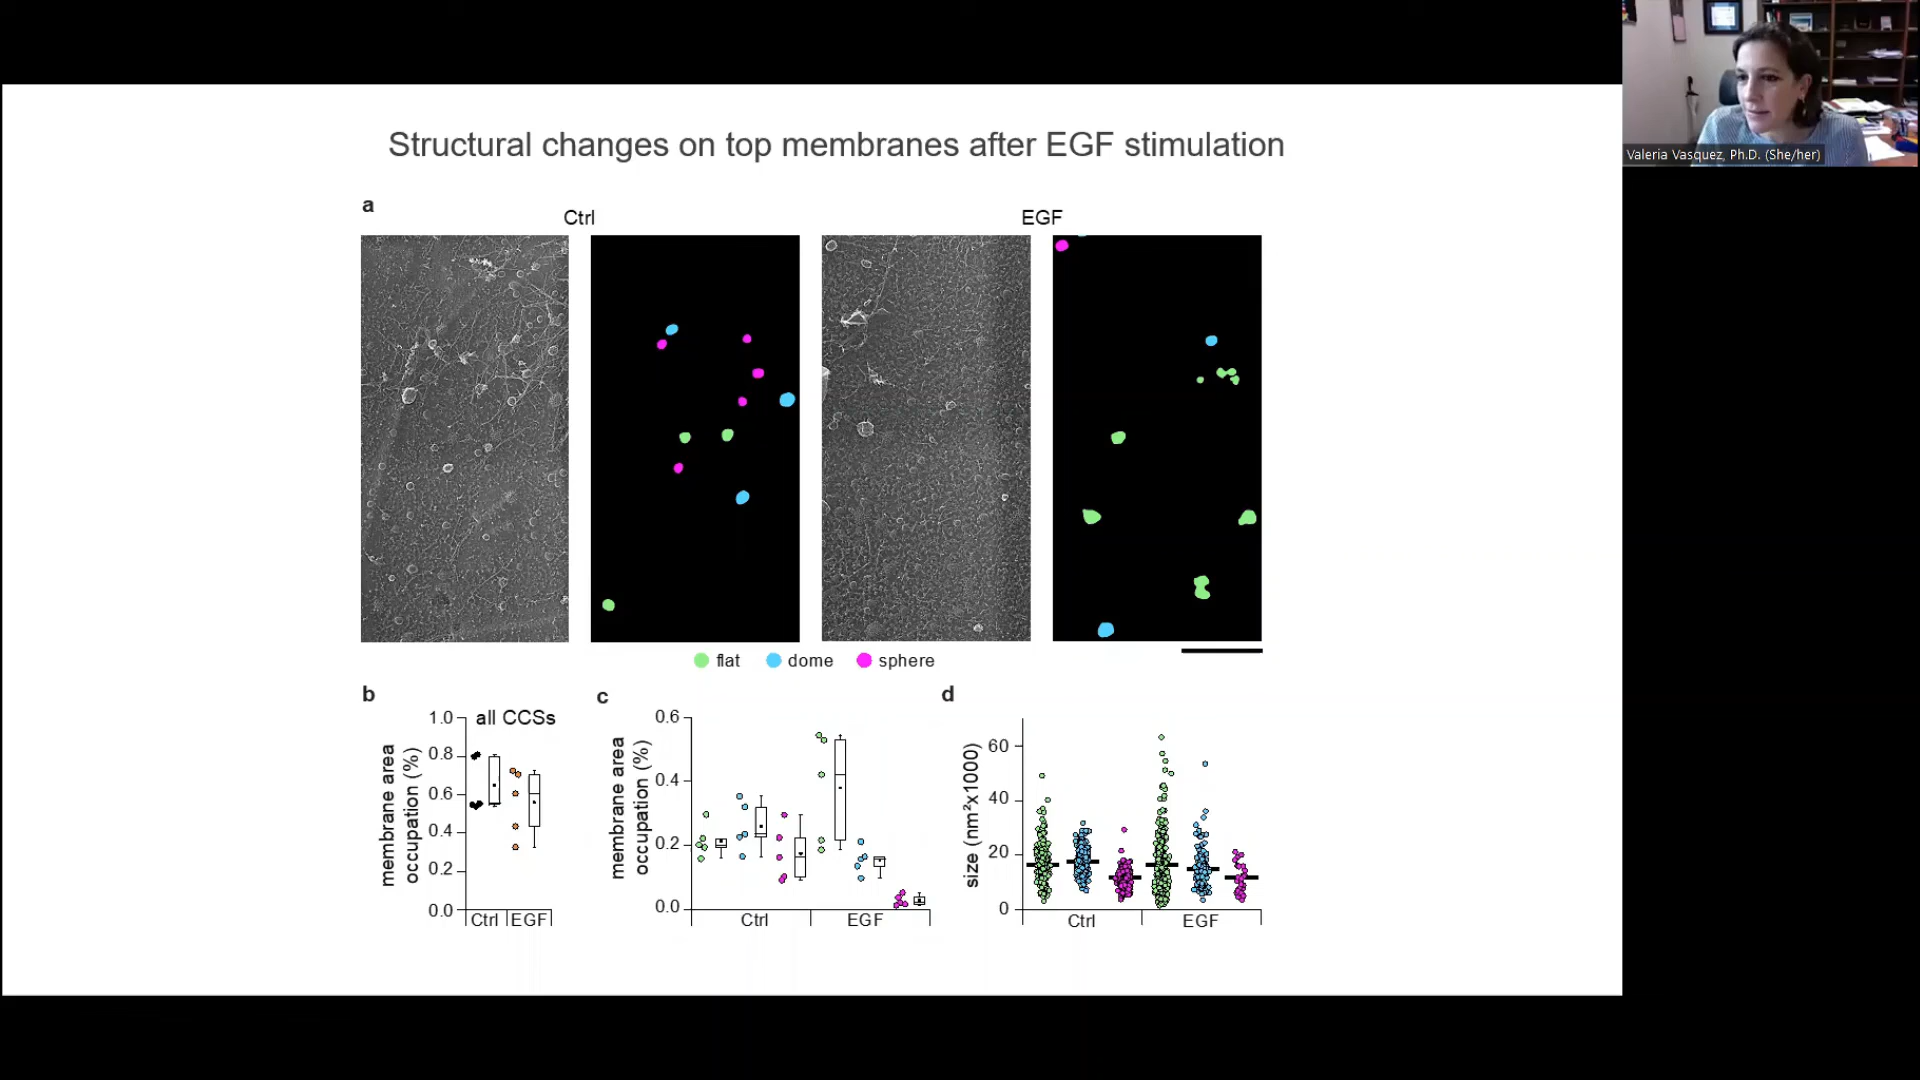 Valeria Vasquez, Ph.D. (She/her)
Structural changes on top membranes after EGF stimulation
a
Ctrl
EGF
flat
dome
sphere
b
all CCSs
membrane area
occupation (%)
1.0
0.8
0.6
0.4
0.2
0.0
Ctrl
EGF
c
membrane area
occupation (%)
0.6
0.4
0.2
0.0
Ctrl
EGF
d
size (nm²x1000)
60
40
20
0
Ctrl
EGF